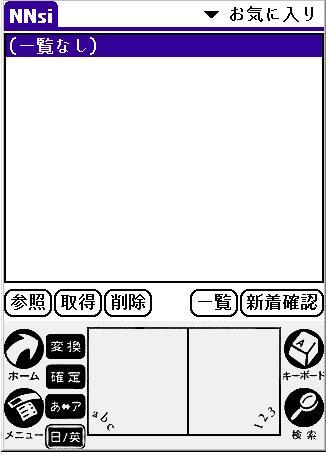 NNsi ▼ お気に入り
(一覧なし)
参照 取得 削除 一覧 新着確認
ホーム
変換
確定
キーボード
メニュー
あ⇔ア
日/英
abc
123
検索